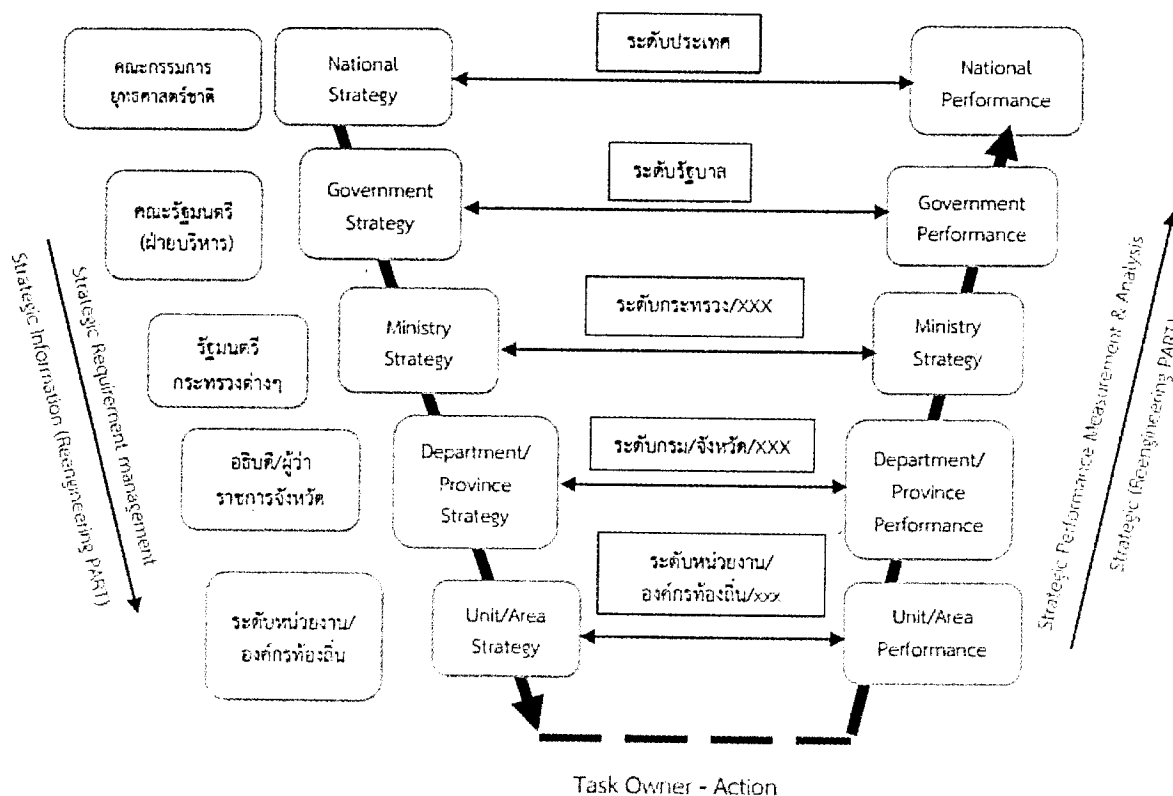 คณะกรรมการ
ยุทธศาสตร์ชาติ
National
Strategy
ระดับประเทศ
National
Performance
คณะรัฐมนตรี
(ฝ่ายบริหาร)
Government
Strategy
ระดับรัฐบาล
Government
Performance
รัฐมนตรี
กระทรวงต่างๆ
Ministry
Strategy
ระดับกระทรวง/XXX
Ministry
Strategy
อธิบดี/ผู้ว่า
ราชการจังหวัด
Department/
Province
Strategy
ระดับกรม/จังหวัด/XXX
Department/
Province
Performance
ระดับหน่วยงาน/
องค์กรท้องถิ่น
Unit/Area
Strategy
ระดับหน่วยงาน/
องค์กรท้องถิ่น/xxx
Unit/Area
Performance
Strategic Requirement management
Strategic Information (Reengineering PART)
Strategic Performance Measurement & Analysis
Strategic (Reengineering PART)
Task Owner - Action